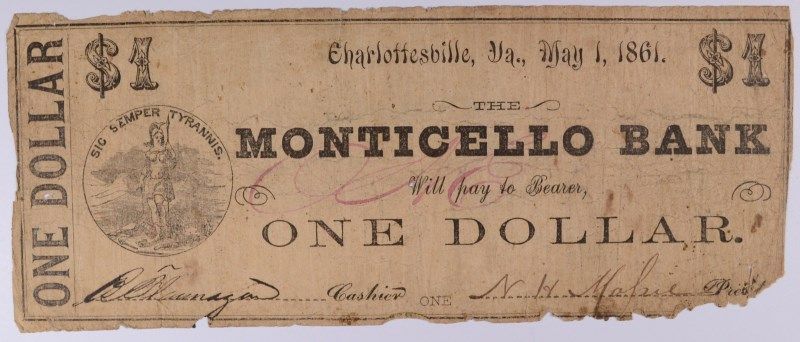 ONE DOLLAR
$1
Charlottesville, Va., May 1, 1861.
$1
SIC SEMPER TYRANNIS.
THE
MONTICELLO BANK
Will pay to Bearer,
ONE DOLLAR.
Cashier
ONE
N H
Pres't